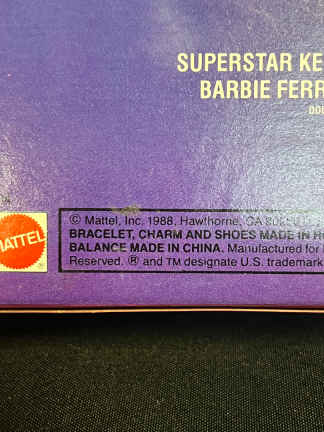 SUPERSTAR KE
BARBIE FERR
DO
MATTEL
© Mattel, Inc. 1988, Hawthorne, CA
BRACELET, CHARM AND SHOES MADE IN H
BALANCE MADE IN CHINA. Manufactured for
Reserved. ® and TM designate U.S. trademark